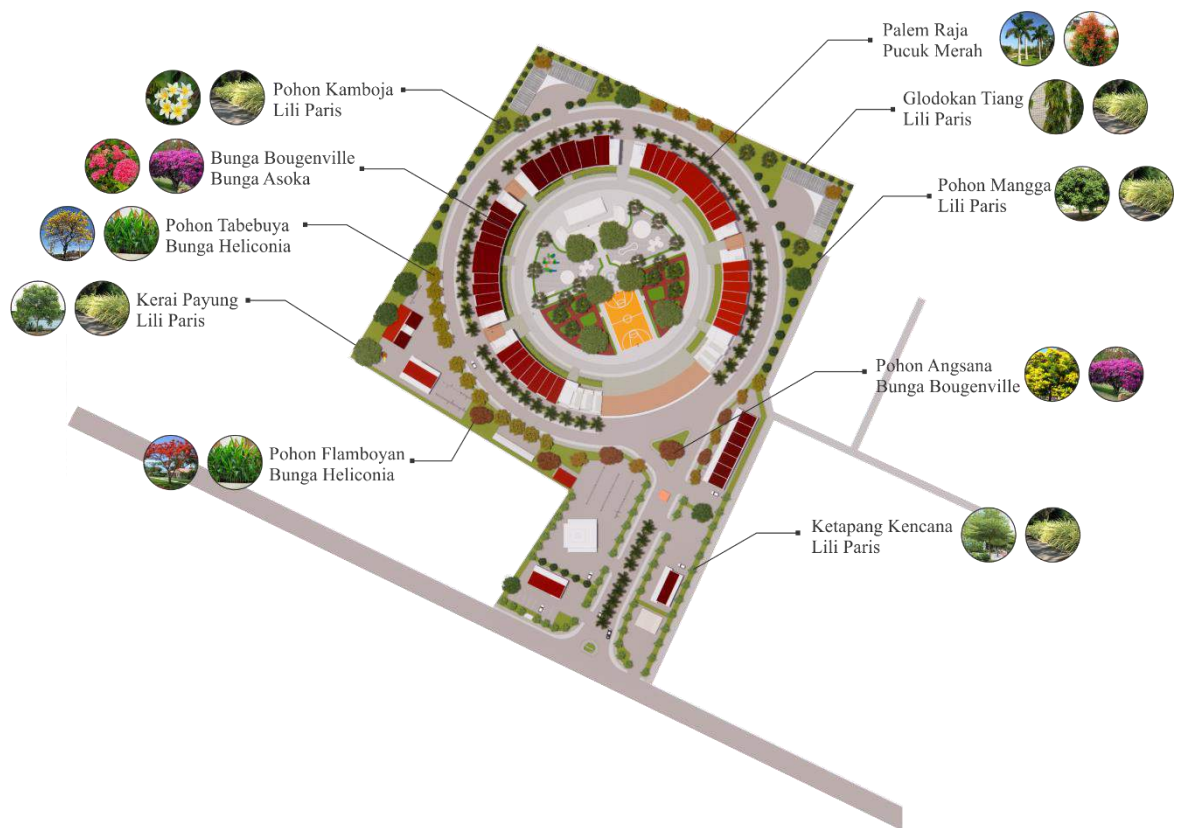 Palem Raja
Pucuk Merah
Pohon Kamboja
Lili Paris
Glodokan Tiang
Lili Paris
Bunga Bougenville
Bunga Asoka
Pohon Mangga
Lili Paris
Pohon Tabebuya
Bunga Heliconia
Kerai Payung
Lili Paris
Pohon Angsana
Bunga Bougenville
Pohon Flamboyan
Bunga Heliconia
Ketapang Kencana
Lili Paris